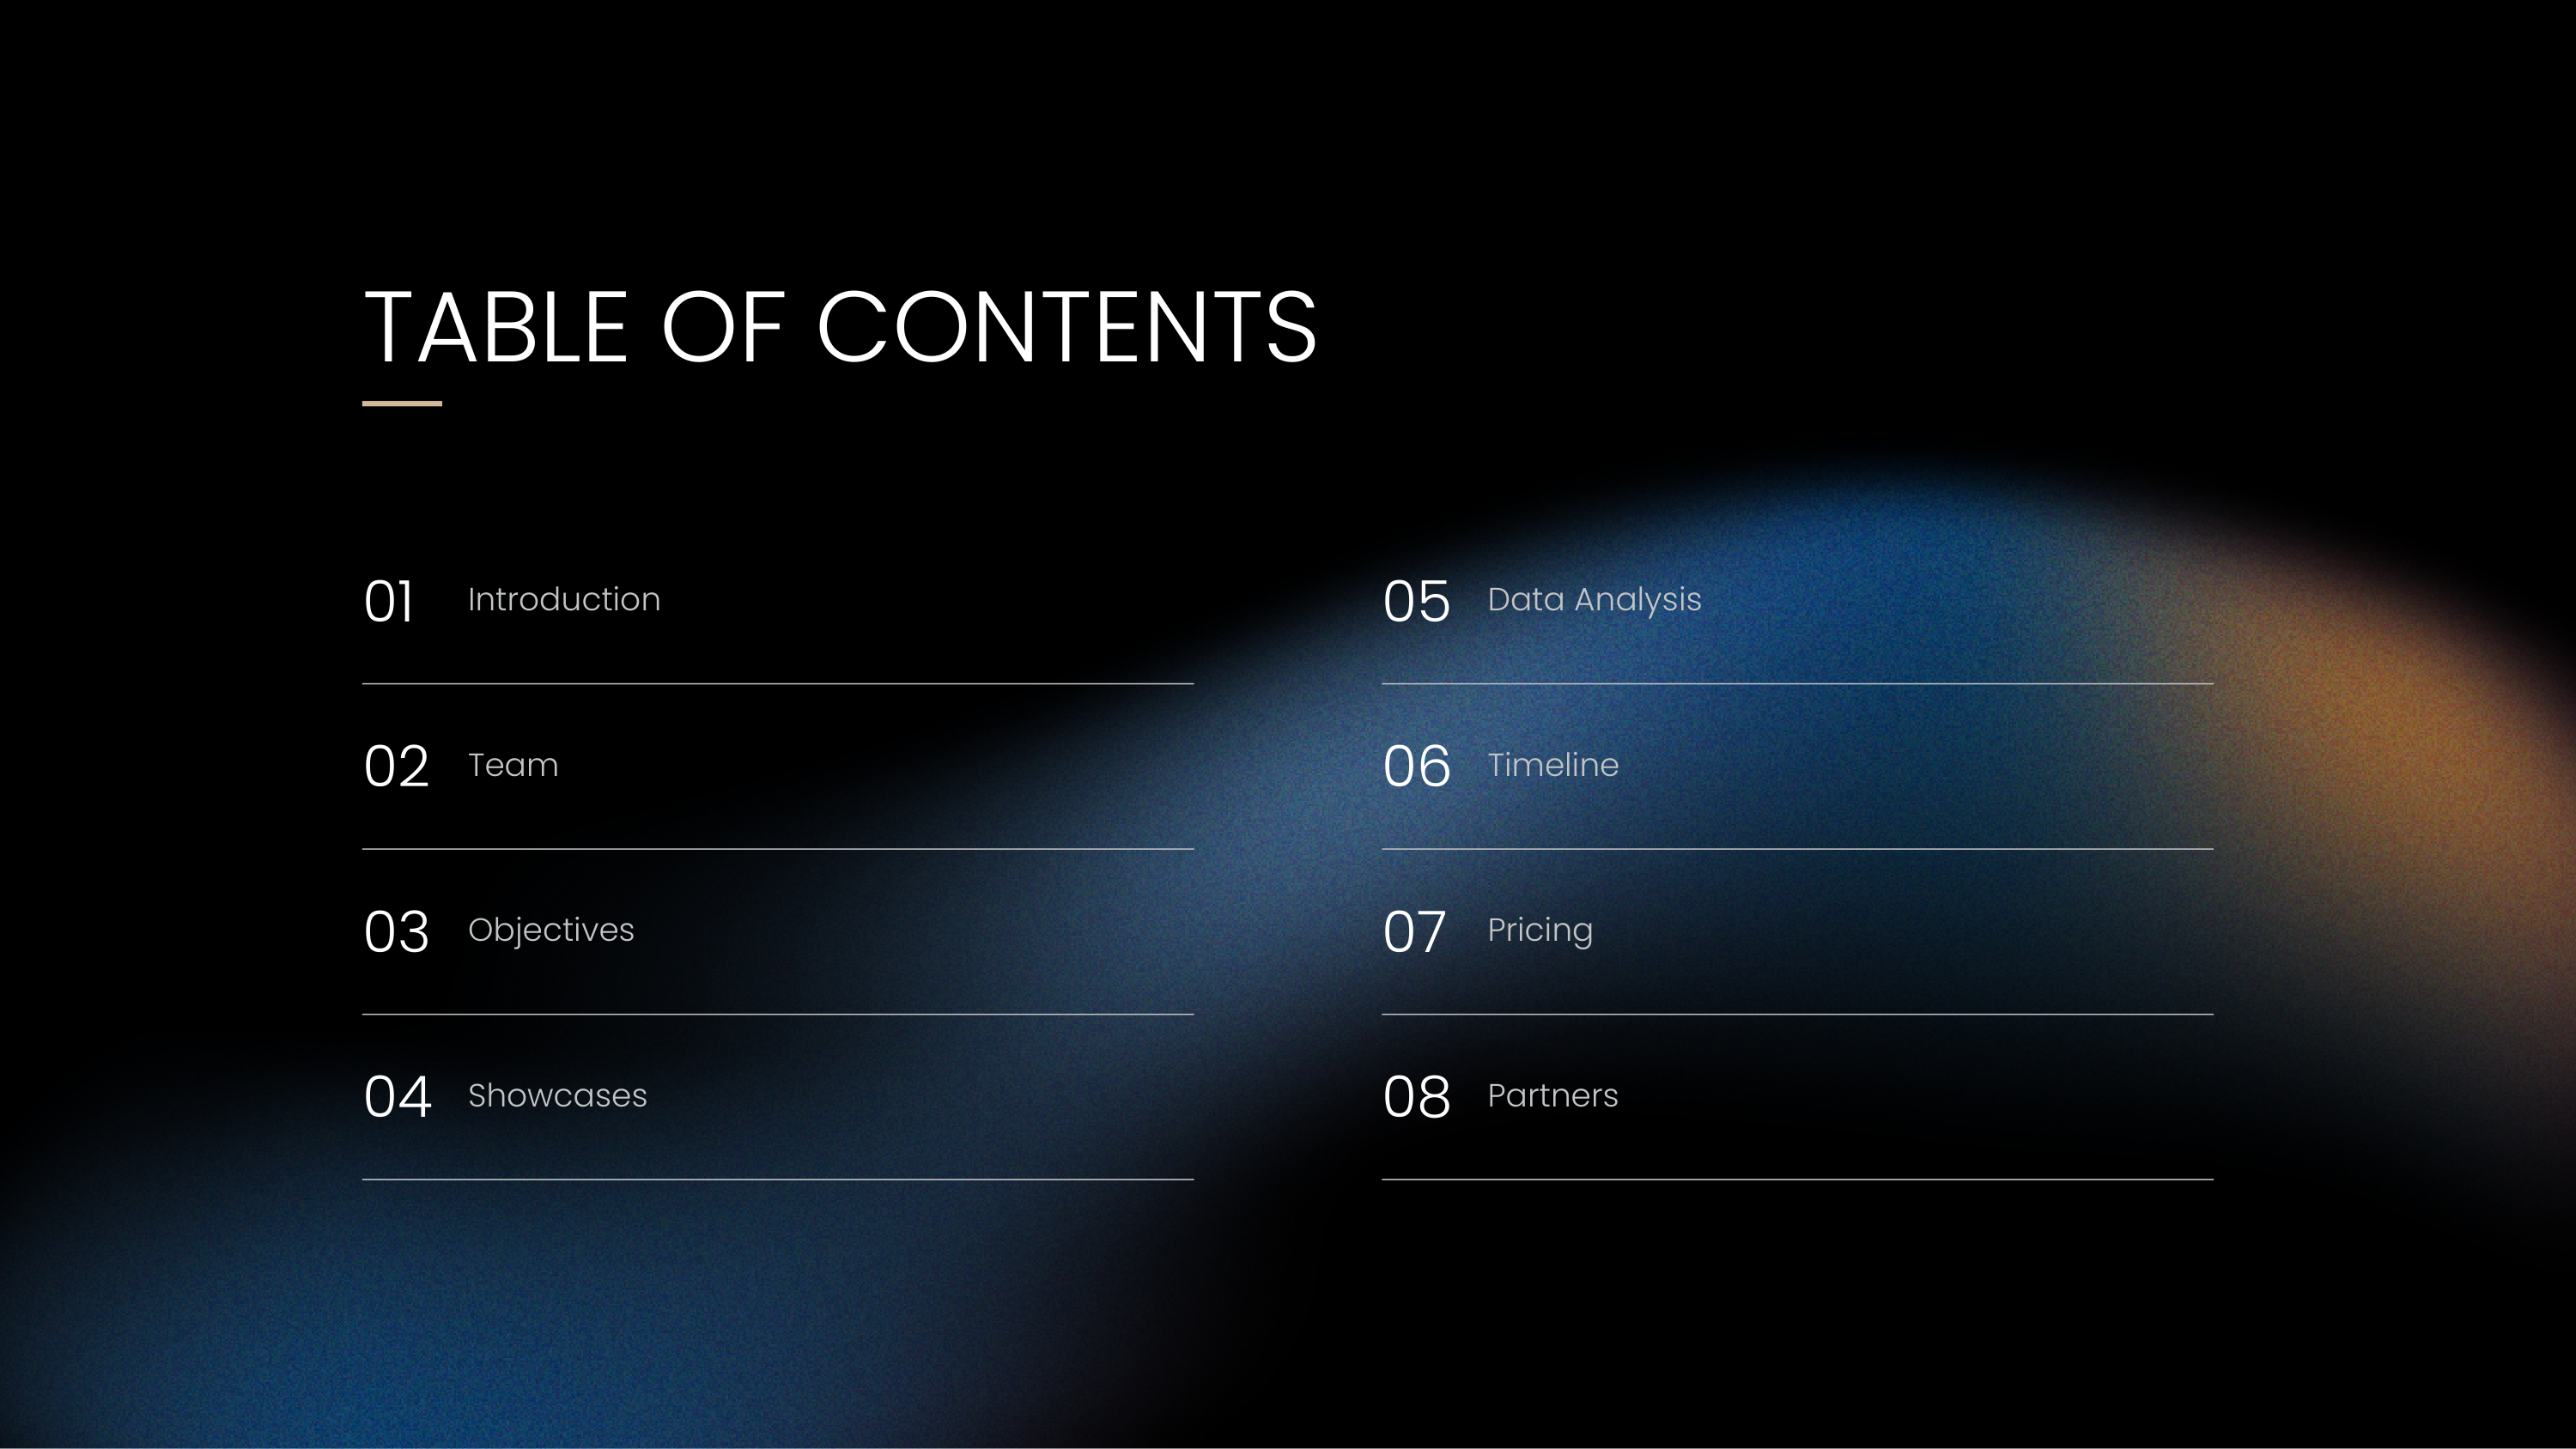 TABLE OF CONTENTS
01 Introduction
02 Team
03 Objectives
04 Showcases
05 Data Analysis
06 Timeline
07 Pricing
08 Partners